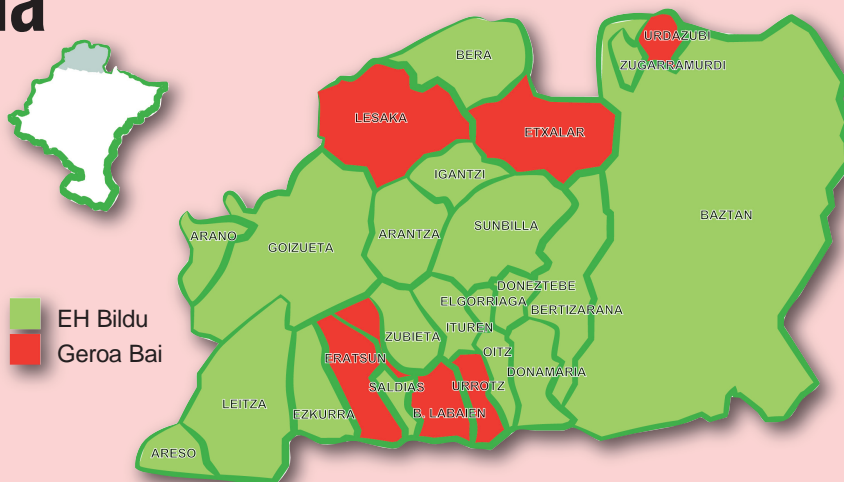 BERA
URDAZUBI
ZUGARRAMURDI
LESAKA
ETXALAR
IGANTZI
BAZTAN
SUNBILLA
ARANO
ARANTZA
GOIZUETA
DONEZTEBE
ELGORRIAGA
BERTIZARANA
EH Bildu
ITUREN
ZUBIETA
Geroa Bai
OITZ
ERATSUN
DONAMARIA
SALDIAS
URROTZ
LEITZA
EZKURRA
B. LABAIEN
ARESO